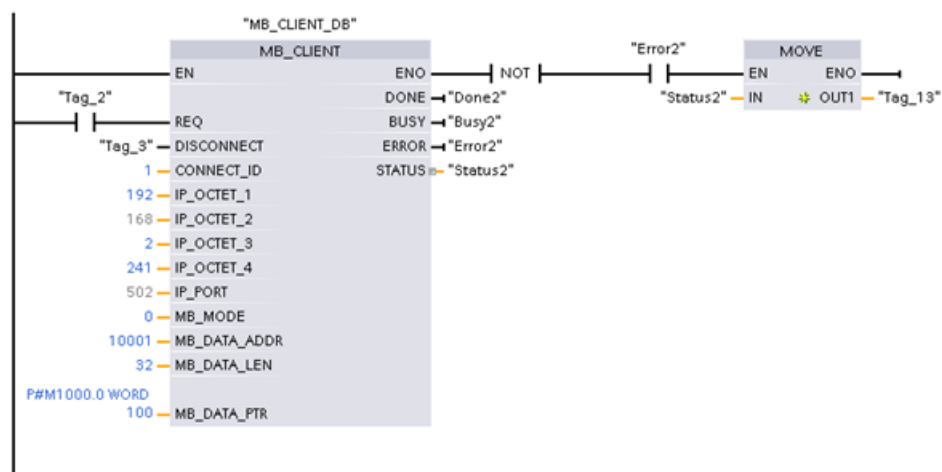 "MB_CLIENT_DB"
MB_CLIENT
"Error2"
MOVE
EN ENO NOT EN ENO
"Tag_2" DONE "Done2" "Status2" IN OUT1 "Tag_13"
REQ BUSY "Busy2"
"Tag_3" DISCONNECT ERROR "Error2"
1 CONNECT_ID STATUS "Status2"
192 IP_OCTET_1
168 IP_OCTET_2
2 IP_OCTET_3
241 IP_OCTET_4
502 IP_PORT
0 MB_MODE
10001 MB_DATA_ADDR
32 MB_DATA_LEN
P#M1000.0 WORD
100 MB_DATA_PTR